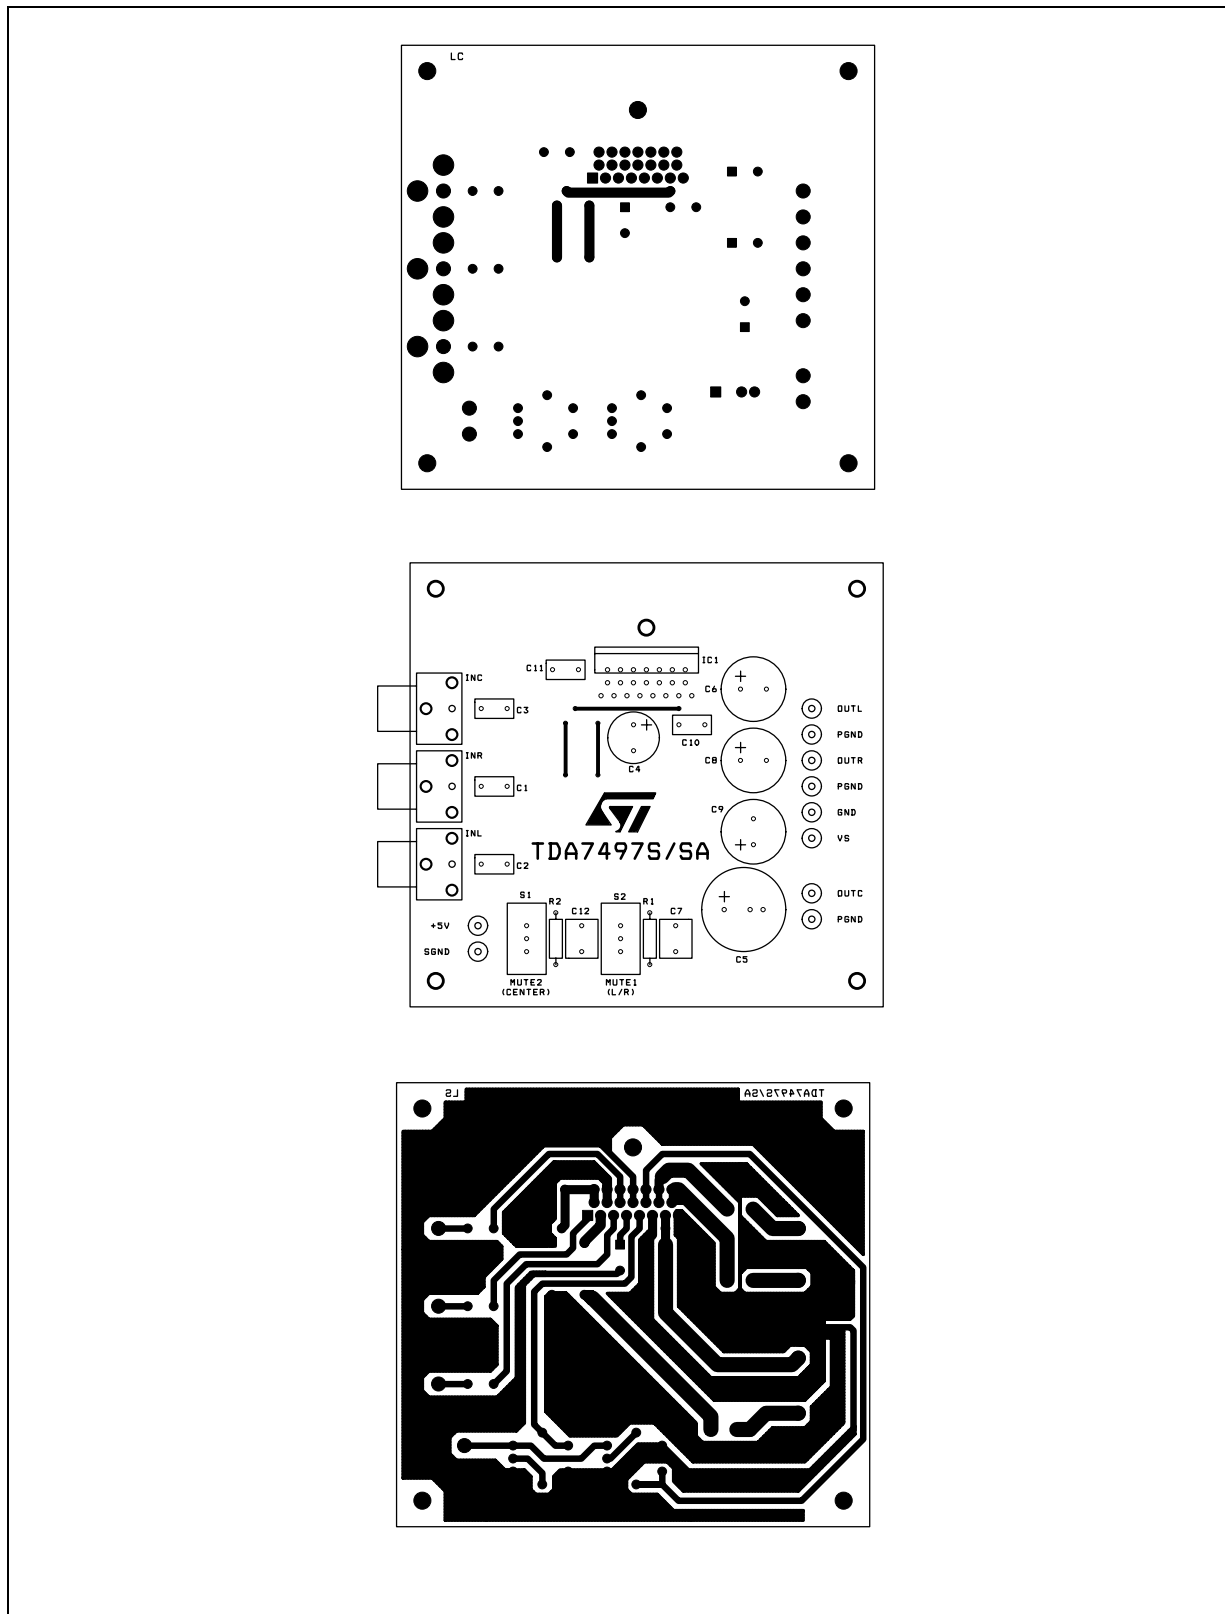 LC
INC
C11
IC1
C6
C3
C10
C4
OUTL
PGND
INR
C1
C8
OUTR
PGND
C9
GND
VS
ST
TDA7497S/SA
INL
C2
S1
R2
C12
S2
R1
C7
C5
OUTC
PGND
+5V
SGND
MUTE2
(CENTER)
MUTE1
(L/R)
LS
TDA7497S/SA